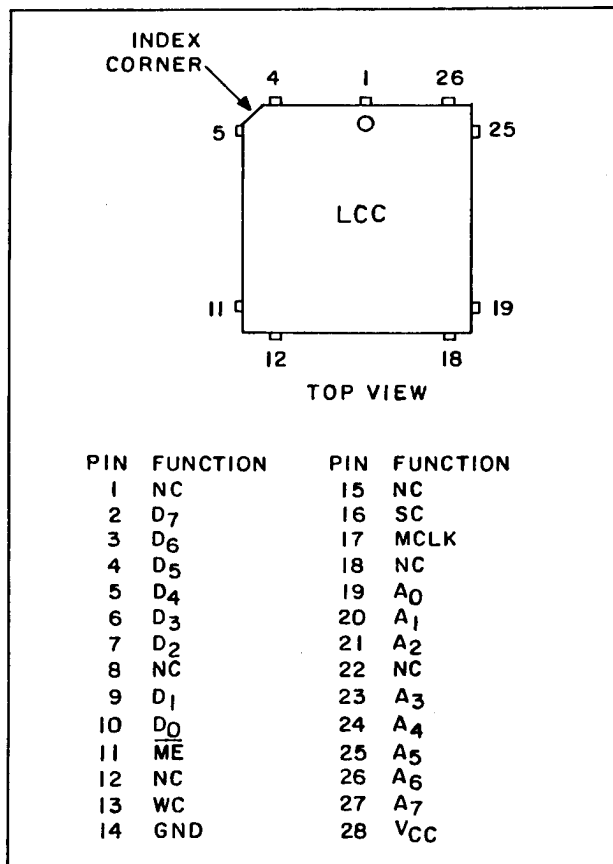 INDEX
CORNER
4 1 26
5 25
LCC
11 19
12 18
TOP VIEW
PIN FUNCTION PIN FUNCTION
1 NC 15 NC
2 D7 16 SC
3 D6 17 MCLK
4 D5 18 NC
5 D4 19 A0
6 D3 20 A1
7 D2 21 A2
8 NC 22 NC
9 D1 23 A3
10 D0 24 A4
11 M̅E̅ 25 A5
12 NC 26 A6
13 WC 27 A7
14 GND 28 VCC